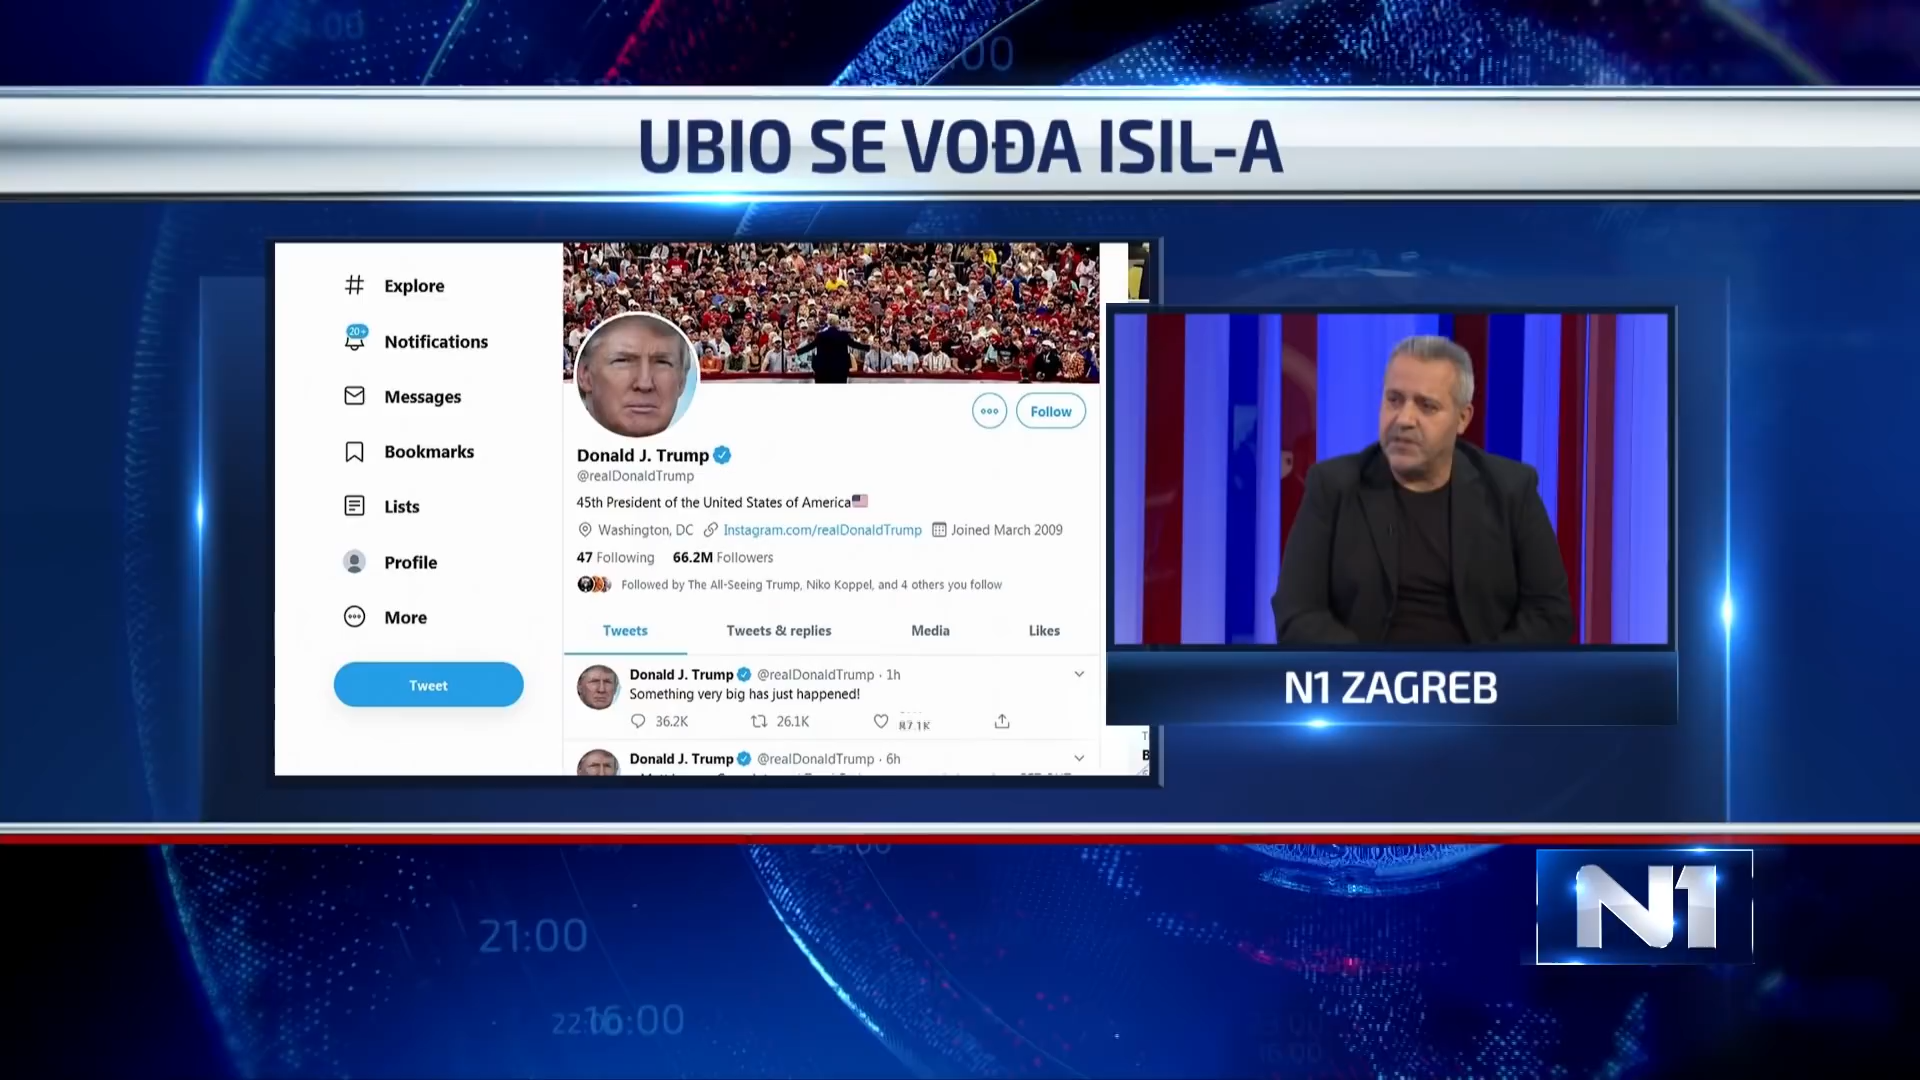 UBIO SE VOĐA ISIL-A
Explore
20+
Notifications
Messages
Bookmarks
Lists
Profile
More
Tweet
Follow
Donald J. Trump
@realDonaldTrump
45th President of the United States of America
Washington, DC Instagram.com/realDonaldTrump Joined March 2009
47 Following 66.2M Followers
Followed by The All-Seeing Trump, Niko Koppel, and 4 others you follow
Tweets Tweets & replies Media Likes
Donald J. Trump @realDonaldTrump · 1h
Something very big has just happened!
36.2K 26.1K 87.1K
Donald J. Trump @realDonaldTrump · 6h
N1 ZAGREB
N1
21:00
16:00